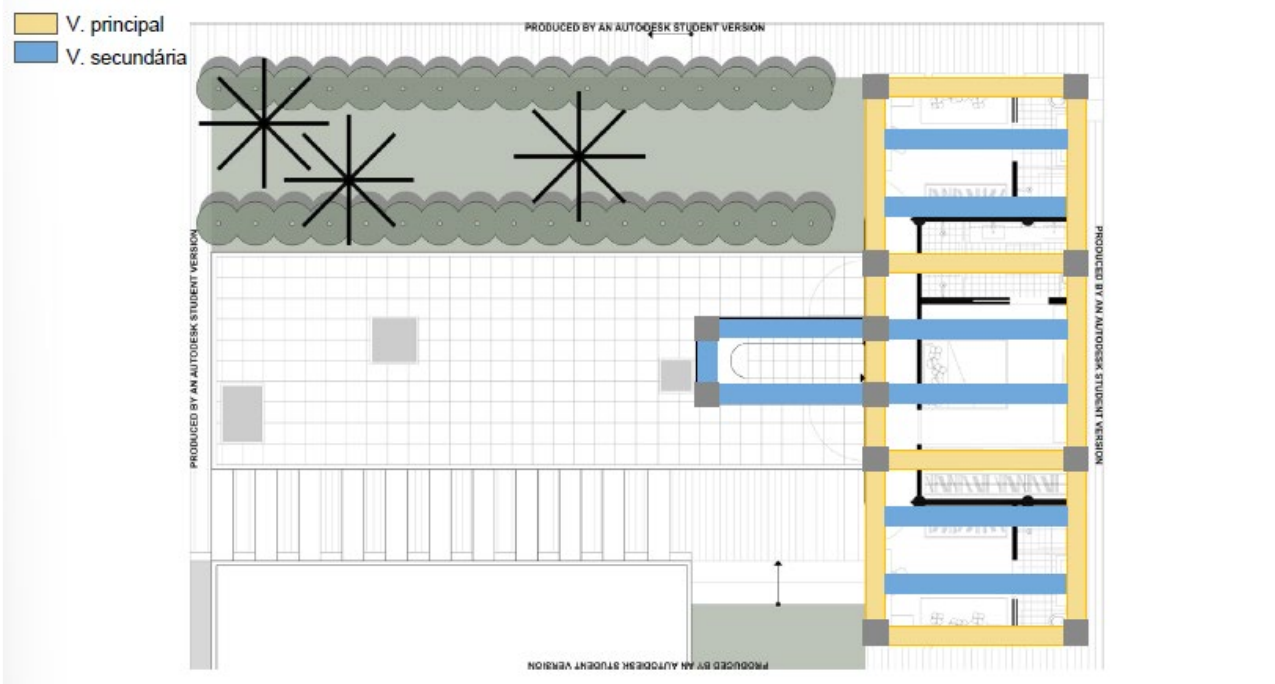 PRODUCED BY AN AUTODESK STUDENT VERSION
V. principal
V. secundária
PRODUCED BY AN AUTODESK STUDENT VERSION
PRODUCED BY AN AUTODESK STUDENT VERSION
PRODUCED BY AN AUTODESK STUDENT VERSION